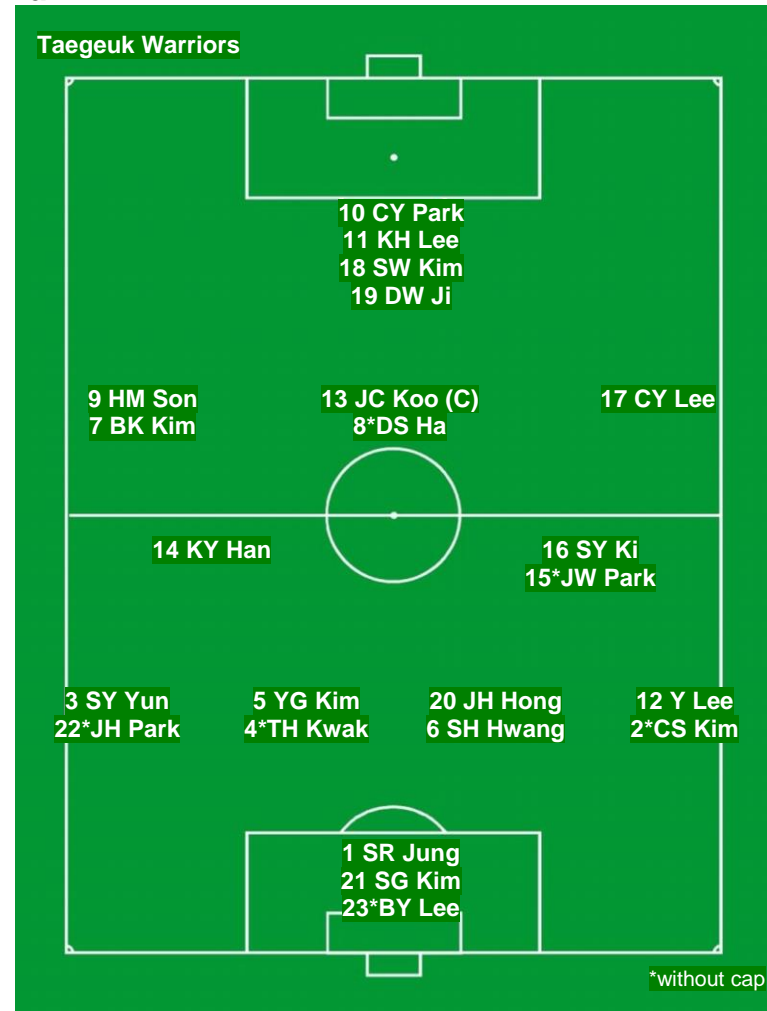 Taegeuk Warriors
10 CY Park
11 KH Lee
18 SW Kim
19 DW Ji
9 HM Son
7 BK Kim
13 JC Koo (C)
8*DS Ha
17 CY Lee
14 KY Han
16 SY Ki
15*JW Park
3 SY Yun
22*JH Park
5 YG Kim
4*TH Kwak
20 JH Hong
6 SH Hwang
12 Y Lee
2*CS Kim
1 SR Jung
21 SG Kim
23*BY Lee
*without cap